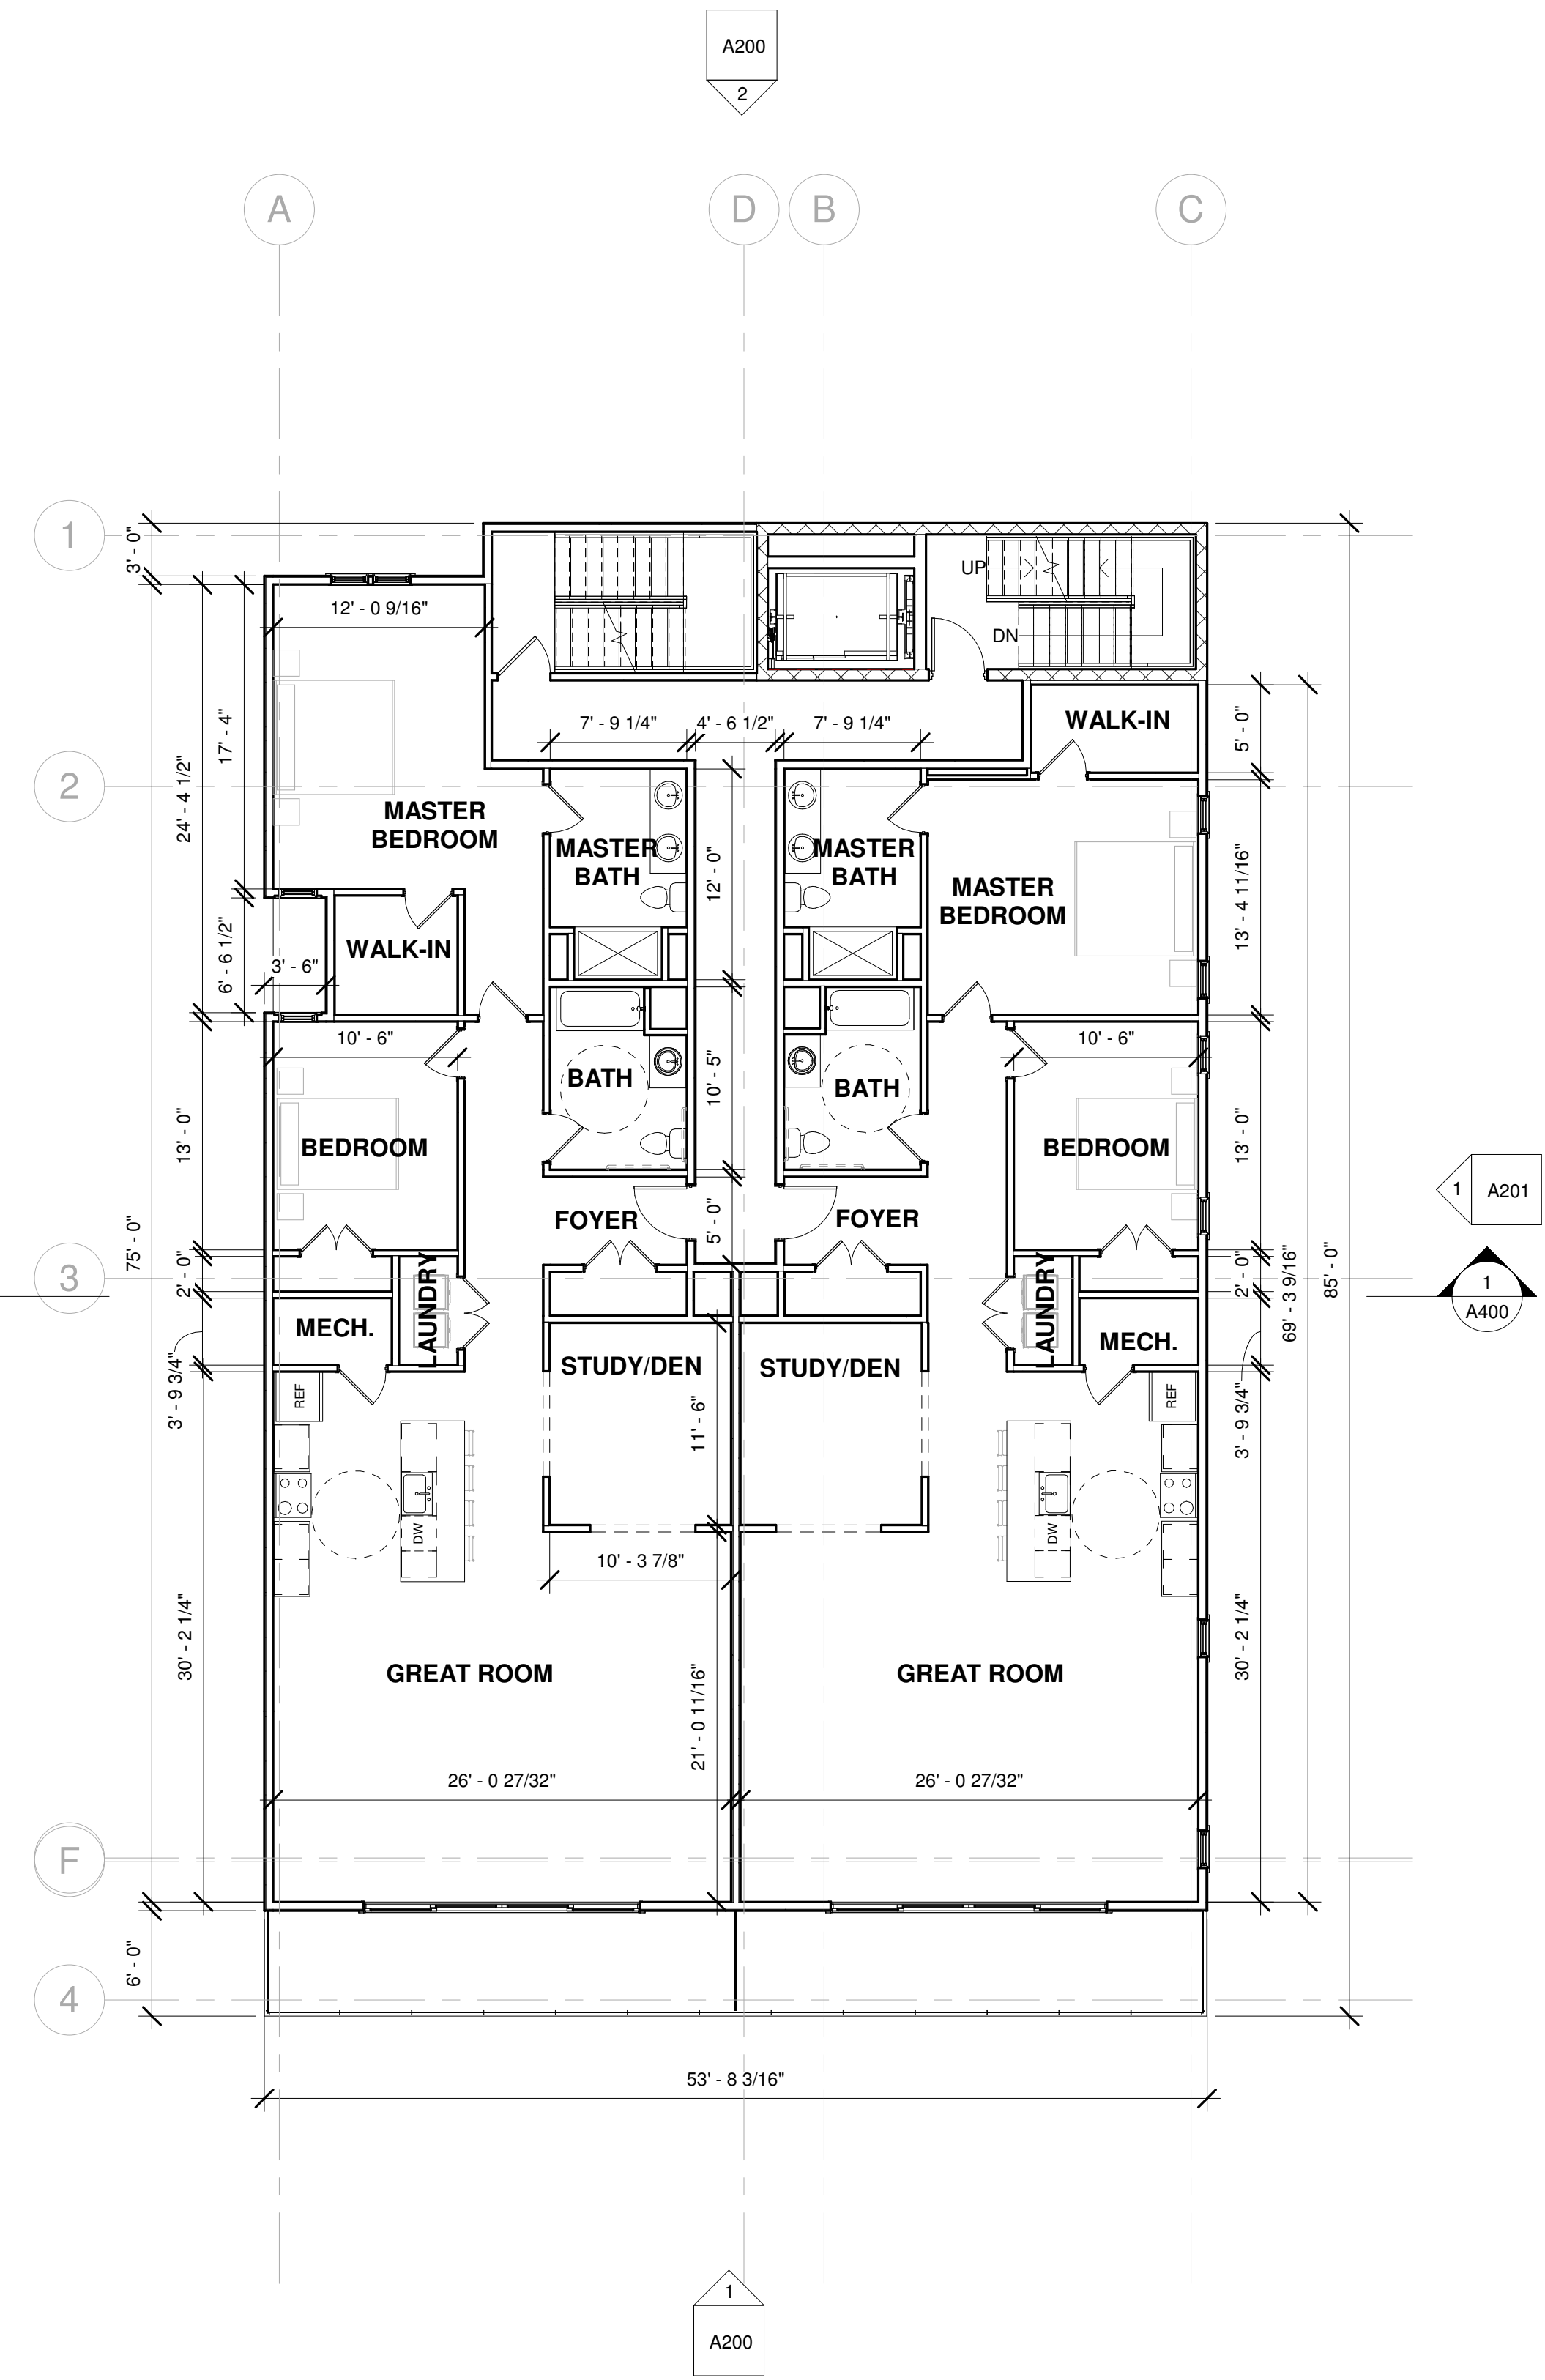 A200
2
A
D
B
C
1
3' - 0"
12' - 0 9/16"
UP
DN
17' - 4"
7' - 9 1/4"
4' - 6 1/2"
7' - 9 1/4"
WALK-IN
5' - 0"
2
24' - 4 1/2"
MASTER
BEDROOM
MASTER
BATH
12' - 0"
MASTER
BATH
MASTER
BEDROOM
13' - 4 11/16"
6' - 6 1/2"
3' - 6"
WALK-IN
10' - 6"
10' - 6"
BATH
10' - 5"
BATH
13' - 0"
BEDROOM
BEDROOM
13' - 0"
1
A201
75' - 0"
FOYER
5' - 0"
FOYER
3
2' - 0"
LAUNDRY
LAUNDRY
2' - 0"
69' - 3 9/16"
85' - 0"
1
A400
MECH.
MECH.
3' - 9 3/4"
STUDY/DEN
STUDY/DEN
3' - 9 3/4"
REF
REF
11' - 6"
DW
DW
10' - 3 7/8"
30' - 2 1/4"
30' - 2 1/4"
GREAT ROOM
GREAT ROOM
21' - 0 11/16"
26' - 0 27/32"
26' - 0 27/32"
F
6' - 0"
4
53' - 8 3/16"
1
A200